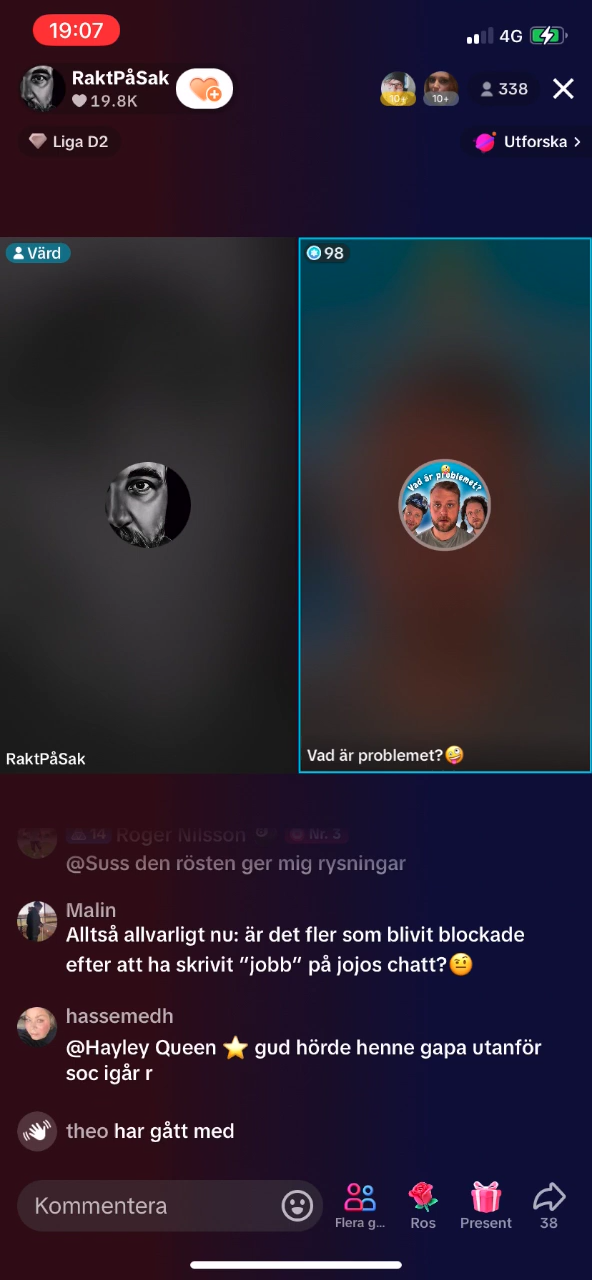 19:07
4G
RaktPåSak
19.8K
10+
10+
338
Liga D2
Utforska
Värd
98
Vad är problemet?
RaktPåSak
Vad är problemet?🤪
14 Roger Nilsson Nr. 3
@Suss den rösten ger mig rysningar
Malin
Alltså allvarligt nu: är det fler som blivit blockade
efter att ha skrivit ”jobb” på jojos chatt?🤨
hassemedh
@Hayley Queen ⭐ gud hörde henne gapa utanför
soc igår r
theo har gått med
Kommentera
Flera g...
Ros
Present
38